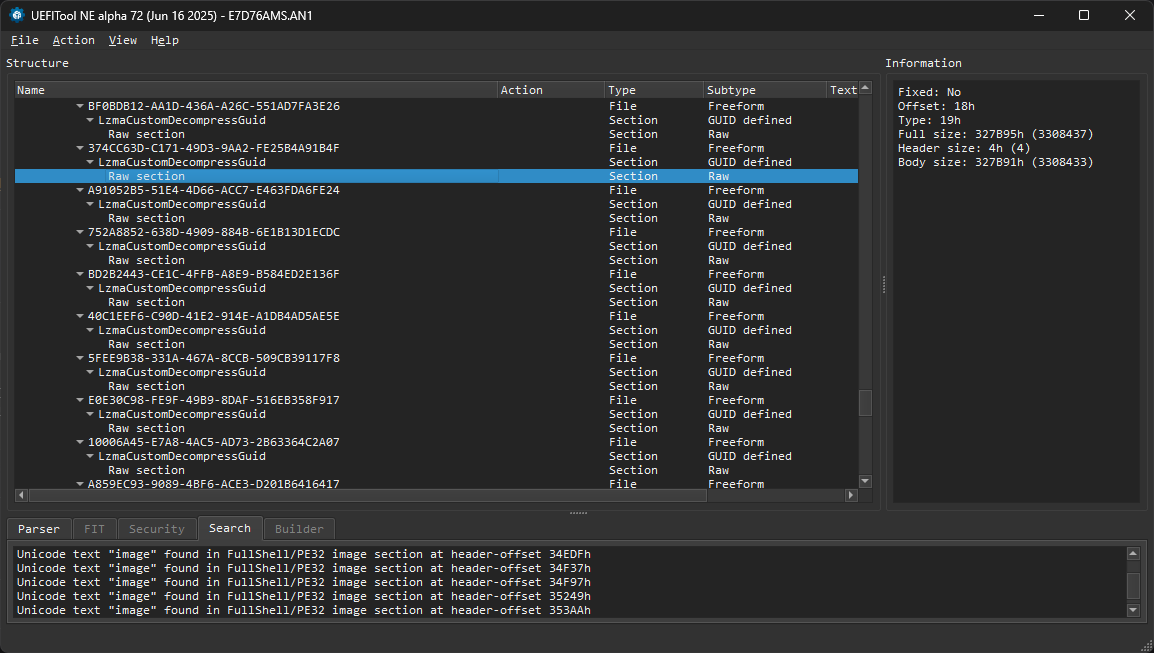 UEFITool NE alpha 72 (Jun 16 2025) - E7D76AMS.AN1
File Action View Help
Structure
Name Action Type Subtype Text
BF0BDB12-AA1D-436A-A26C-551AD7FA3E26 File Freeform
LzmaCustomDecompressGuid Section GUID defined
Raw section Section Raw
374CC63D-C171-49D3-9AA2-FE25B4A91B4F File Freeform
LzmaCustomDecompressGuid Section GUID defined
Raw section Section Raw
A91052B5-51E4-4D66-ACC7-E463FDA6FE24 File Freeform
LzmaCustomDecompressGuid Section GUID defined
Raw section Section Raw
752A8852-638D-4909-884B-6E1B13D1ECDC File Freeform
LzmaCustomDecompressGuid Section GUID defined
Raw section Section Raw
BD2B2443-CE1C-4FFB-A8E9-B584ED2E136F File Freeform
LzmaCustomDecompressGuid Section GUID defined
Raw section Section Raw
40C1EEF6-C90D-41E2-914E-A1DB4AD5AE5E File Freeform
LzmaCustomDecompressGuid Section GUID defined
Raw section Section Raw
5FEE9B38-331A-467A-8CCB-509CB39117F8 File Freeform
LzmaCustomDecompressGuid Section GUID defined
Raw section Section Raw
E0E30C98-FE9F-49B9-8DAF-516EB358F917 File Freeform
LzmaCustomDecompressGuid Section GUID defined
Raw section Section Raw
10006A45-E7A8-4AC5-AD73-2B63364C2A07 File Freeform
LzmaCustomDecompressGuid Section GUID defined
Raw section Section Raw
A859EC93-9089-4BF6-ACE3-D201B6416417 File Freeform
Information
Fixed: No
Offset: 18h
Type: 19h
Full size: 327B95h (3308437)
Header size: 4h (4)
Body size: 327B91h (3308433)
Parser FIT Security Search Builder
Unicode text "image" found in FullShell/PE32 image section at header-offset 34EDFh
Unicode text "image" found in FullShell/PE32 image section at header-offset 34F37h
Unicode text "image" found in FullShell/PE32 image section at header-offset 34F97h
Unicode text "image" found in FullShell/PE32 image section at header-offset 35249h
Unicode text "image" found in FullShell/PE32 image section at header-offset 353AAh